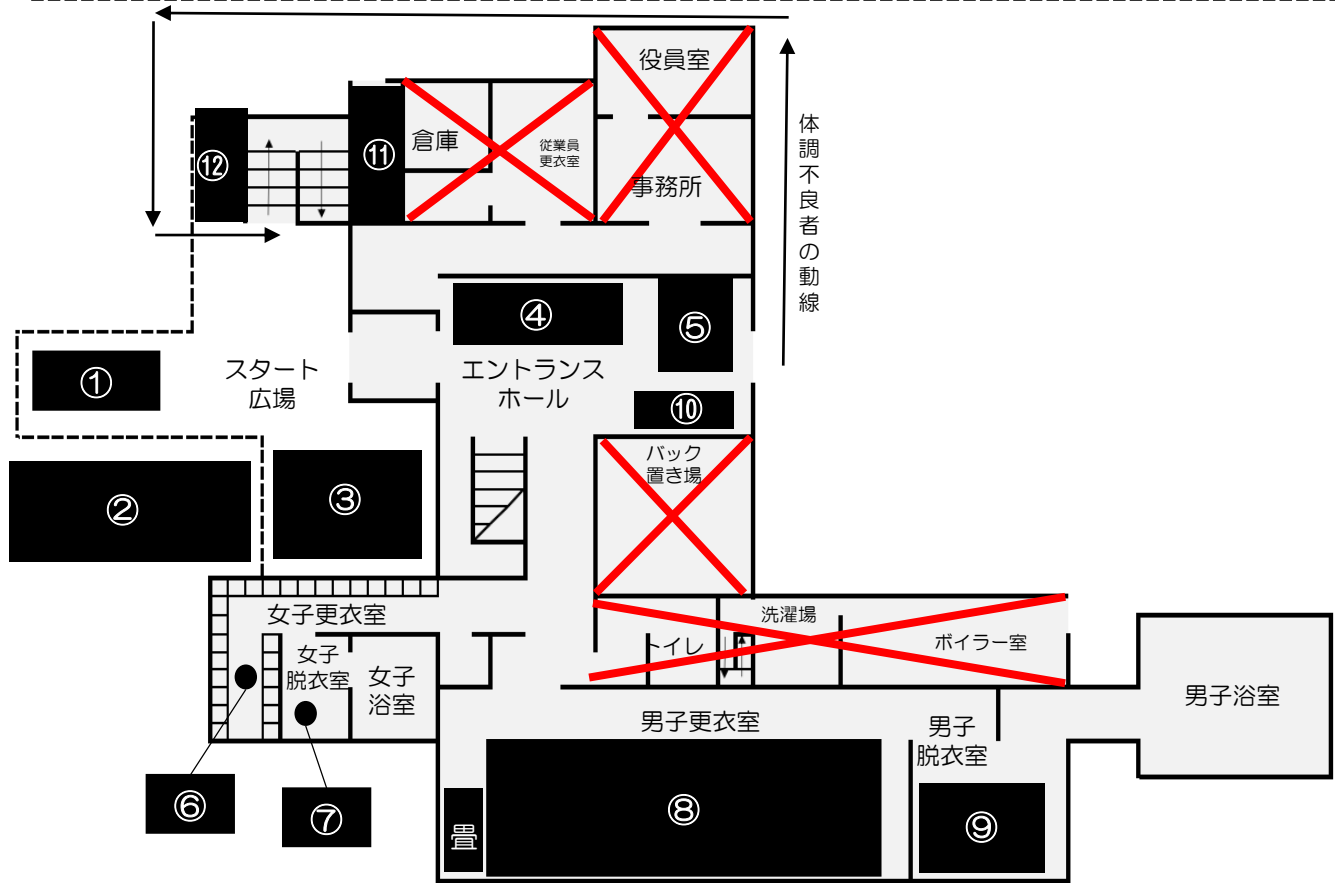 役員室
体調不良者の動線
倉庫
従業員
更衣室
⑫
⑪
事務所
④
⑤
①
スタート
広場
エントランス
ホール
⑩
バック
置き場
②
③
女子更衣室
洗濯場
トイレ
ボイラー室
女子
脱衣室
女子
浴室
男子更衣室
男子
脱衣室
男子浴室
⑥
⑦
畳
⑧
⑨